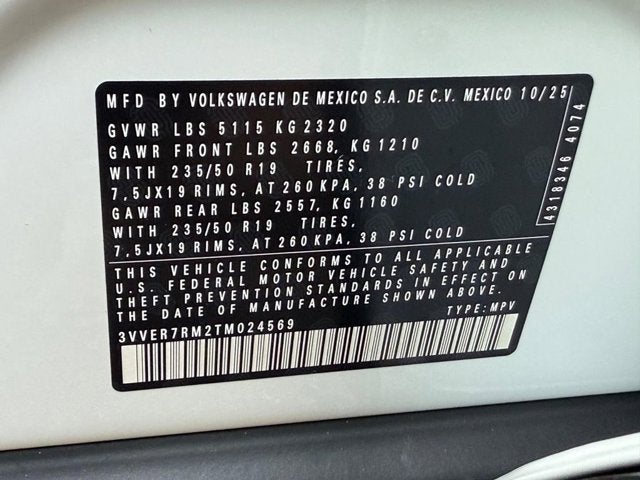 MFD BY VOLKSWAGEN DE MEXICO S.A. DE C.V. MEXICO 10/25
GVWR LBS 5115 KG 2320
GAWR FRONT LBS 2668, KG 1210
WITH 235/50 R19 TIRES,
7,5JX19 RIMS, AT 260 KPA, 38 PSI COLD
GAWR REAR LBS 2557, KG 1160
WITH 235/50 R19 TIRES,
7,5JX19 RIMS, AT 260 KPA, 38 PSI COLD
4318346 4074
THIS VEHICLE CONFORMS TO ALL APPLICABLE
U.S. FEDERAL MOTOR VEHICLE SAFETY AND
THEFT PREVENTION STANDARDS IN EFFECT ON
THE DATE OF MANUFACTURE SHOWN ABOVE.
3VVER7RM2TM024569 TYPE: MPV